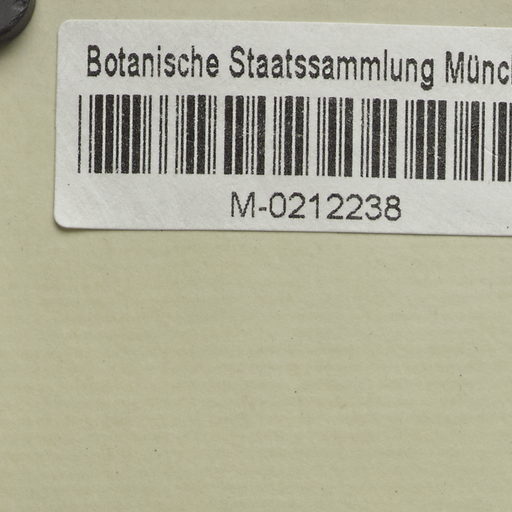 Botanische Staatssammlung Münc
M-0212238